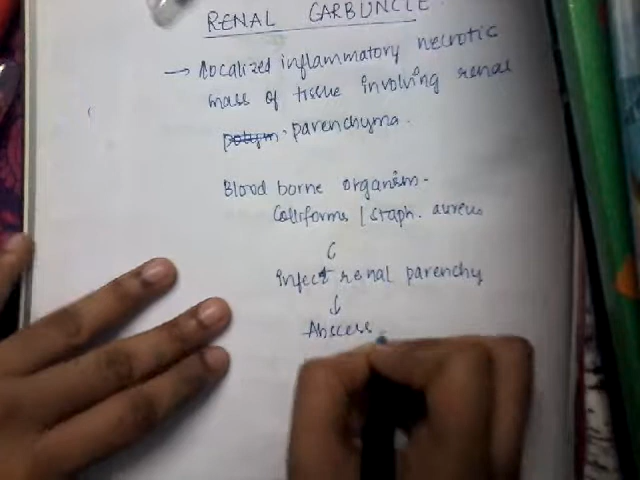 RENAL CARBUNCLE
→ Localized inflammatory necrotic
mass of tissue involving renal
parenchyma.
Blood borne organism-
Coliforms / staph. aureus
↓
infect renal parenchy
↓
Abscess